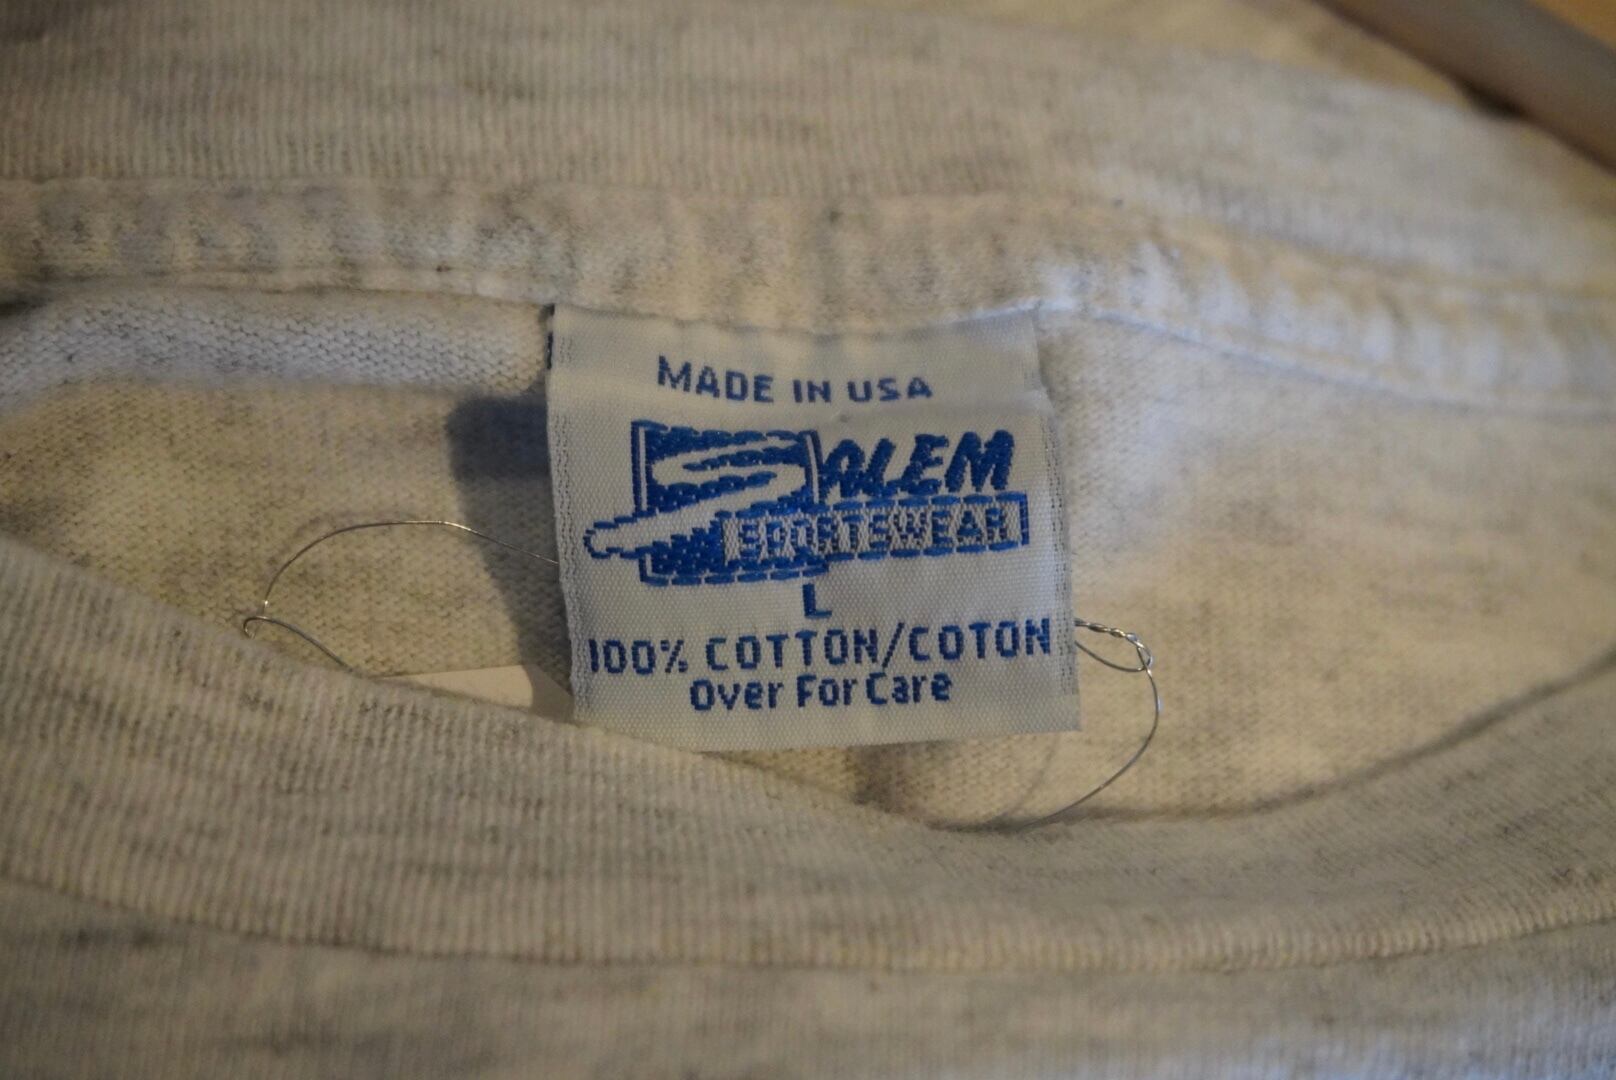 MADE IN USA
SALEM
SPORTSWEAR
L
100% COTTON/COTON
Over For Care